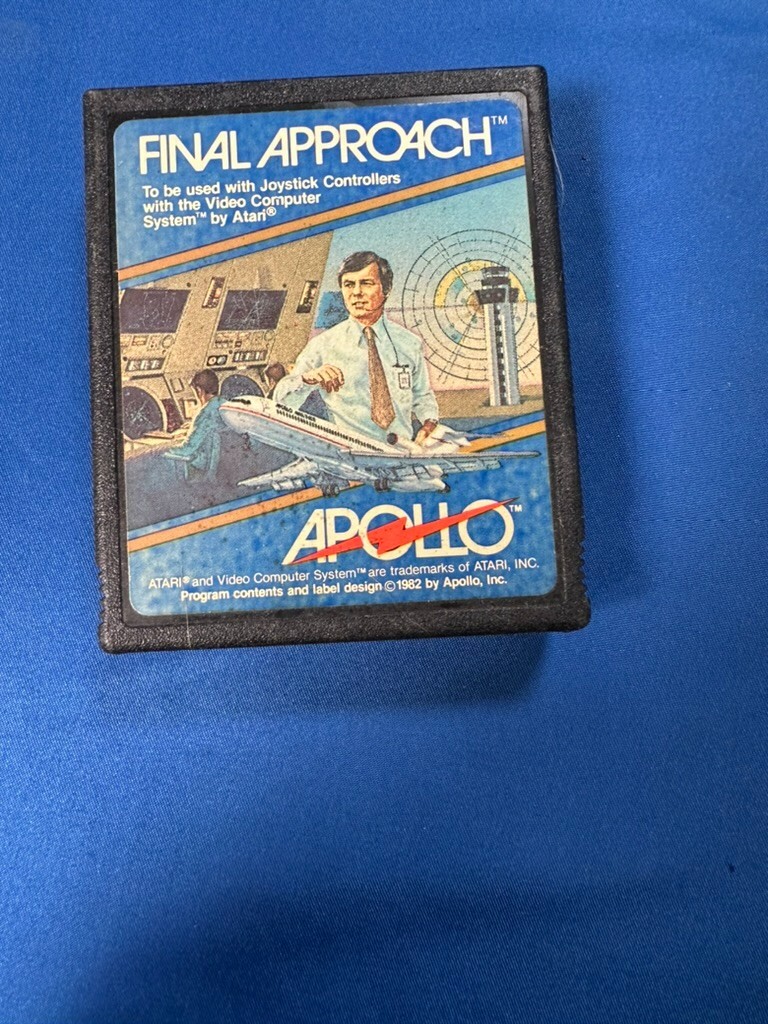 FINAL APPROACH™
To be used with Joystick Controllers
with the Video Computer
System™ by Atari®
APOLLO™
ATARI® and Video Computer System™ are trademarks of ATARI, INC.
Program contents and label design ©1982 by Apollo, Inc.